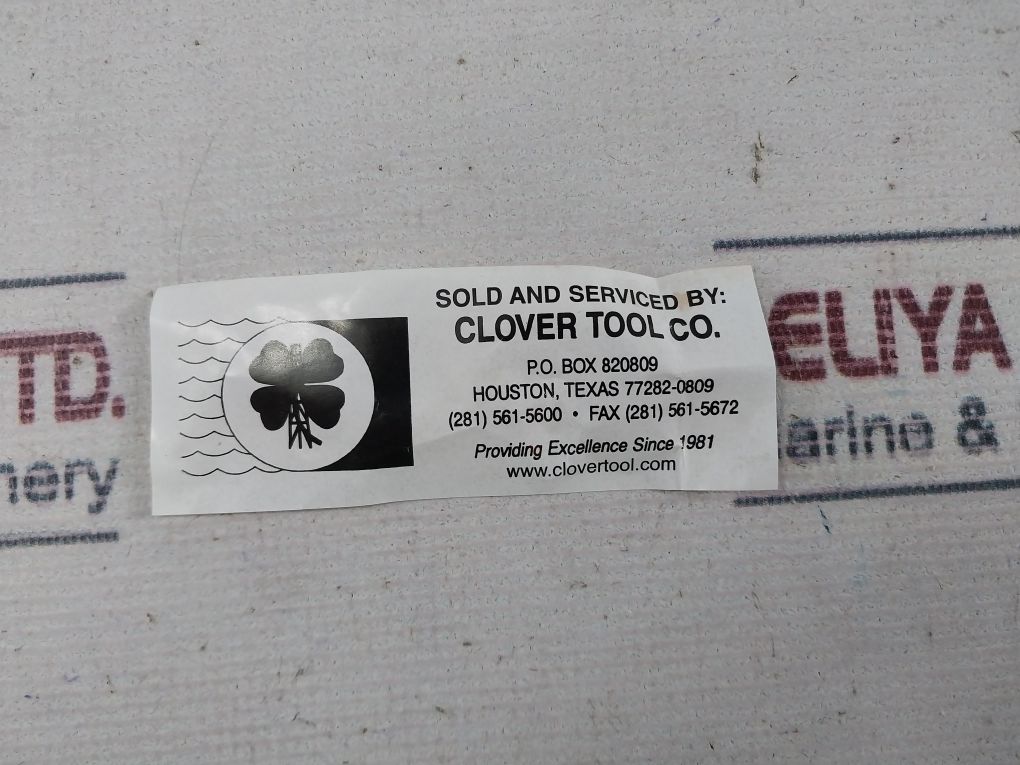 SOLD AND SERVICED BY:
CLOVER TOOL CO.
P.O. BOX 820809
HOUSTON, TEXAS 77282-0809
(281) 561-5600 • FAX (281) 561-5672
Providing Excellence Since 1981
www.clovertool.com
TD.
nery
ELIYA
arine &